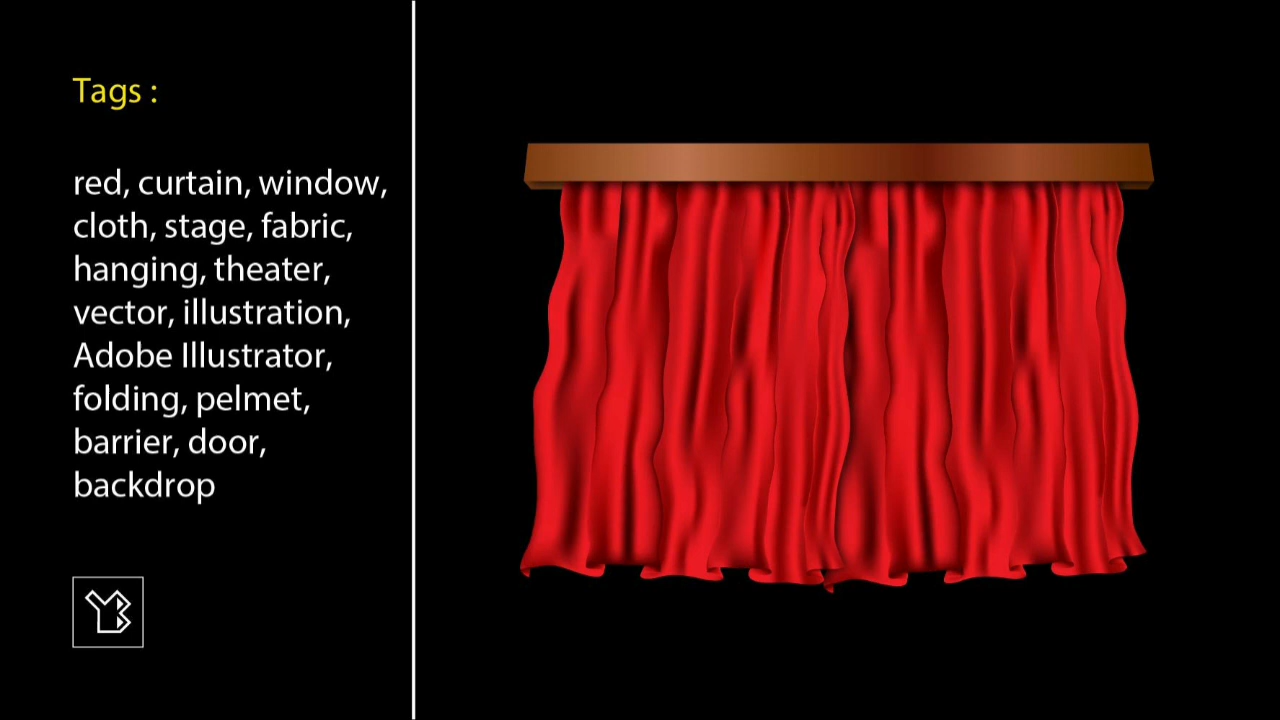 Tags :
red, curtain, window,
cloth, stage, fabric,
hanging, theater,
vector, illustration,
Adobe Illustrator,
folding, pelmet,
barrier, door,
backdrop